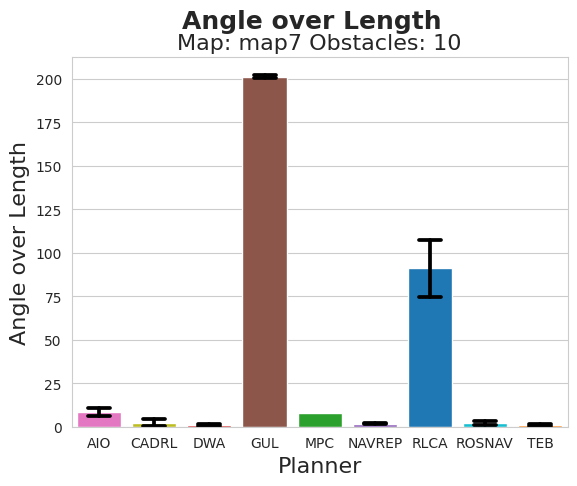 Angle over Length
Map: map7 Obstacles: 10
Angle over Length
200
175
150
125
100
75
50
25
0
AIO CADRL DWA GUL MPC NAVREP RLCA ROSNAV TEB
Planner